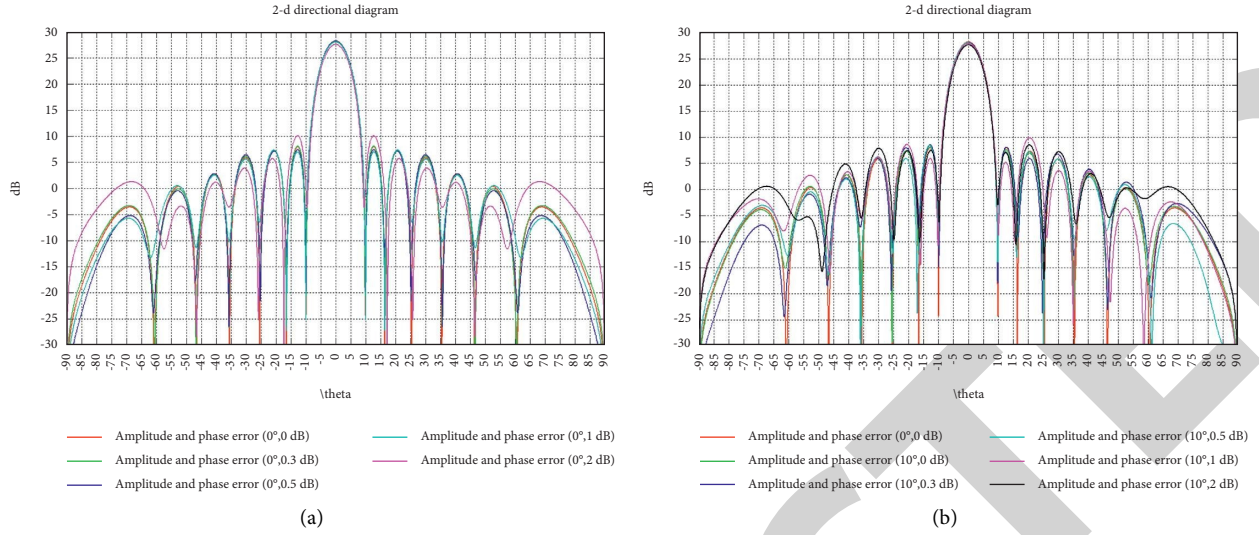 2-d directional diagram
30
25
20
15
10
5
0
-5
-10
-15
-20
-25
-30
dB
-90 -85 -80 -75 -70 -65 -60 -55 -50 -45 -40 -35 -30 -25 -20 -15 -10 -5 0 5 10 15 20 25 30 35 40 45 50 55 60 65 70 75 80 85 90
\theta
Amplitude and phase error (0°,0 dB)
Amplitude and phase error (0°,0.3 dB)
Amplitude and phase error (0°,0.5 dB)
Amplitude and phase error (0°,1 dB)
Amplitude and phase error (0°,2 dB)
(a)
2-d directional diagram
30
25
20
15
10
5
0
-5
-10
-15
-20
-25
-30
dB
-90 -85 -80 -75 -70 -65 -60 -55 -50 -45 -40 -35 -30 -25 -20 -15 -10 -5 0 5 10 15 20 25 30 35 40 45 50 55 60 65 70 75 80 85 90
\theta
Amplitude and phase error (0°,0 dB)
Amplitude and phase error (10°,0 dB)
Amplitude and phase error (10°,0.3 dB)
Amplitude and phase error (10°,0.5 dB)
Amplitude and phase error (10°,1 dB)
Amplitude and phase error (10°,2 dB)
(b)